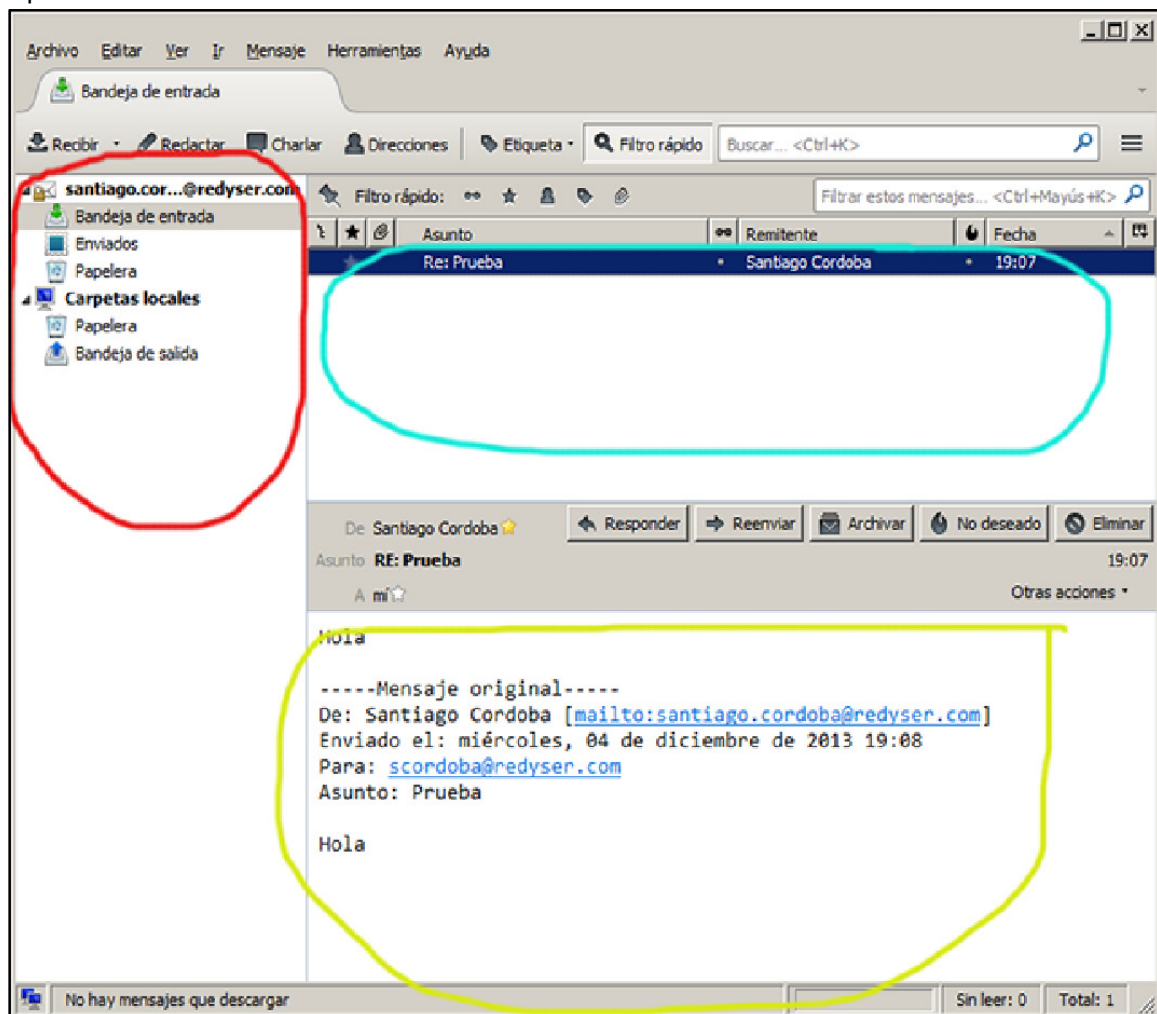 Archivo Editar Ver Ir Mensaje Herramientas Ayuda
Bandeja de entrada
Recibir Redactar Charlar Direcciones Etiqueta Filtro rápido Buscar... <Ctrl+K>
santiago.cor...@redyser.com
Bandeja de entrada
Enviados
Papelera
Carpetas locales
Papelera
Bandeja de salida
Filtro rápido: Filtrar estos mensajes... <Ctrl+Mayús+K>
Asunto Remitente Fecha
Re: Prueba Santiago Cordoba 19:07
De Santiago Cordoba Responder Reenviar Archivar No deseado Eliminar
Asunto RE: Prueba 19:07
A mí Otras acciones
Hola
-----Mensaje original-----
De: Santiago Cordoba [mailto:santiago.cordoba@redyser.com]
Enviado el: miércoles, 04 de diciembre de 2013 19:08
Para: scordoba@redyser.com
Asunto: Prueba
Hola
No hay mensajes que descargar Sin leer: 0 Total: 1